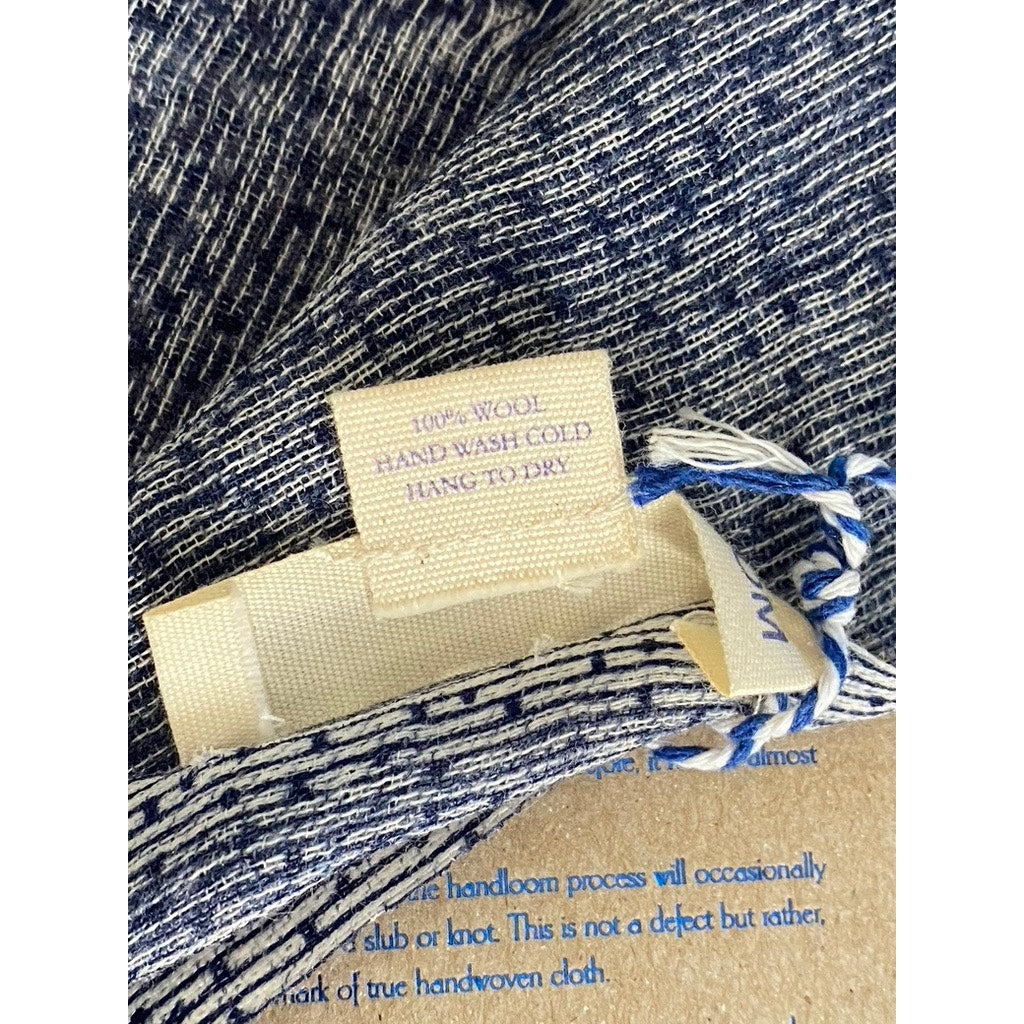 100% WOOL
HAND WASH COLD
HANG TO DRY
M
almost
handloom process will occasionally
slub or knot. This is not a defect but rather,
mark of true handwoven cloth.